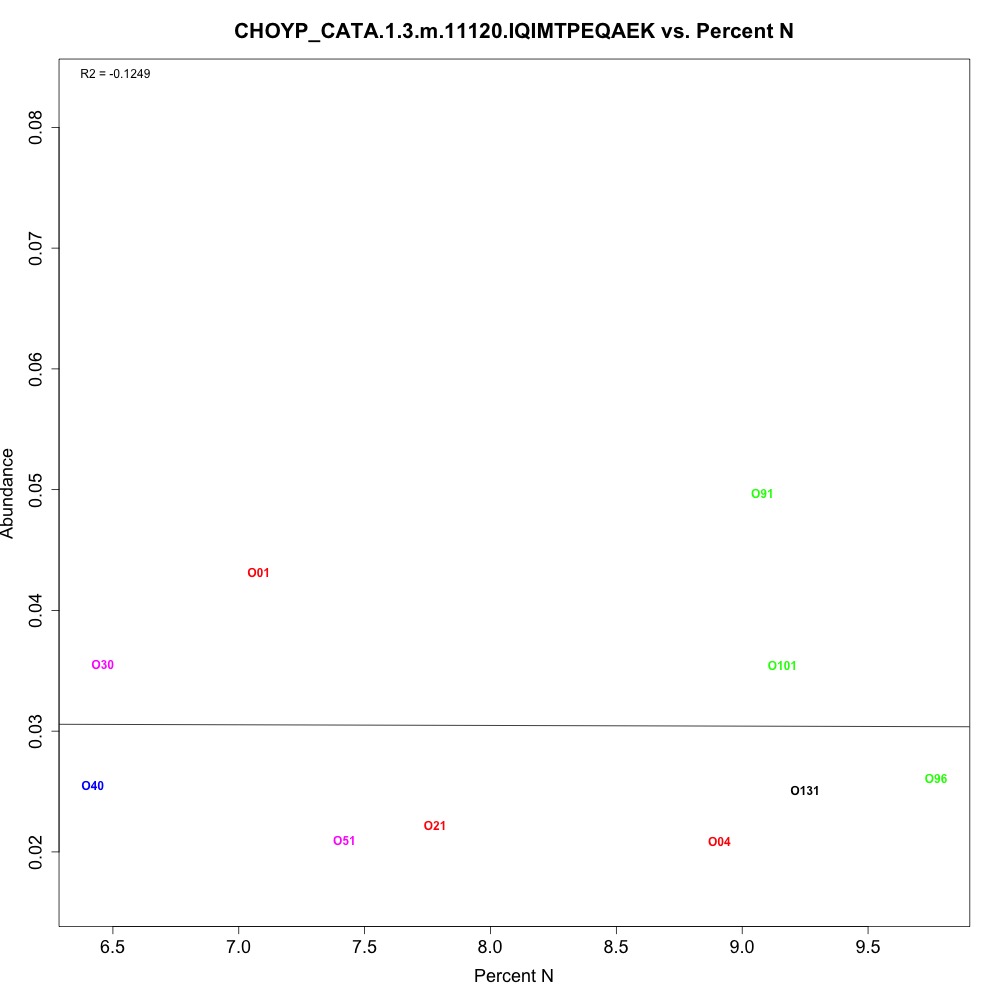 CHOYP_CATA.1.3.m.11120.IQIMTPEQAEK vs. Percent N
R2 = -0.1249
0.08
0.07
0.06
0.05
0.04
0.03
0.02
Abundance
O91
O01
O30
O101
O40
O96
O131
O21
O51
O04
6.5 7.0 7.5 8.0 8.5 9.0 9.5
Percent N